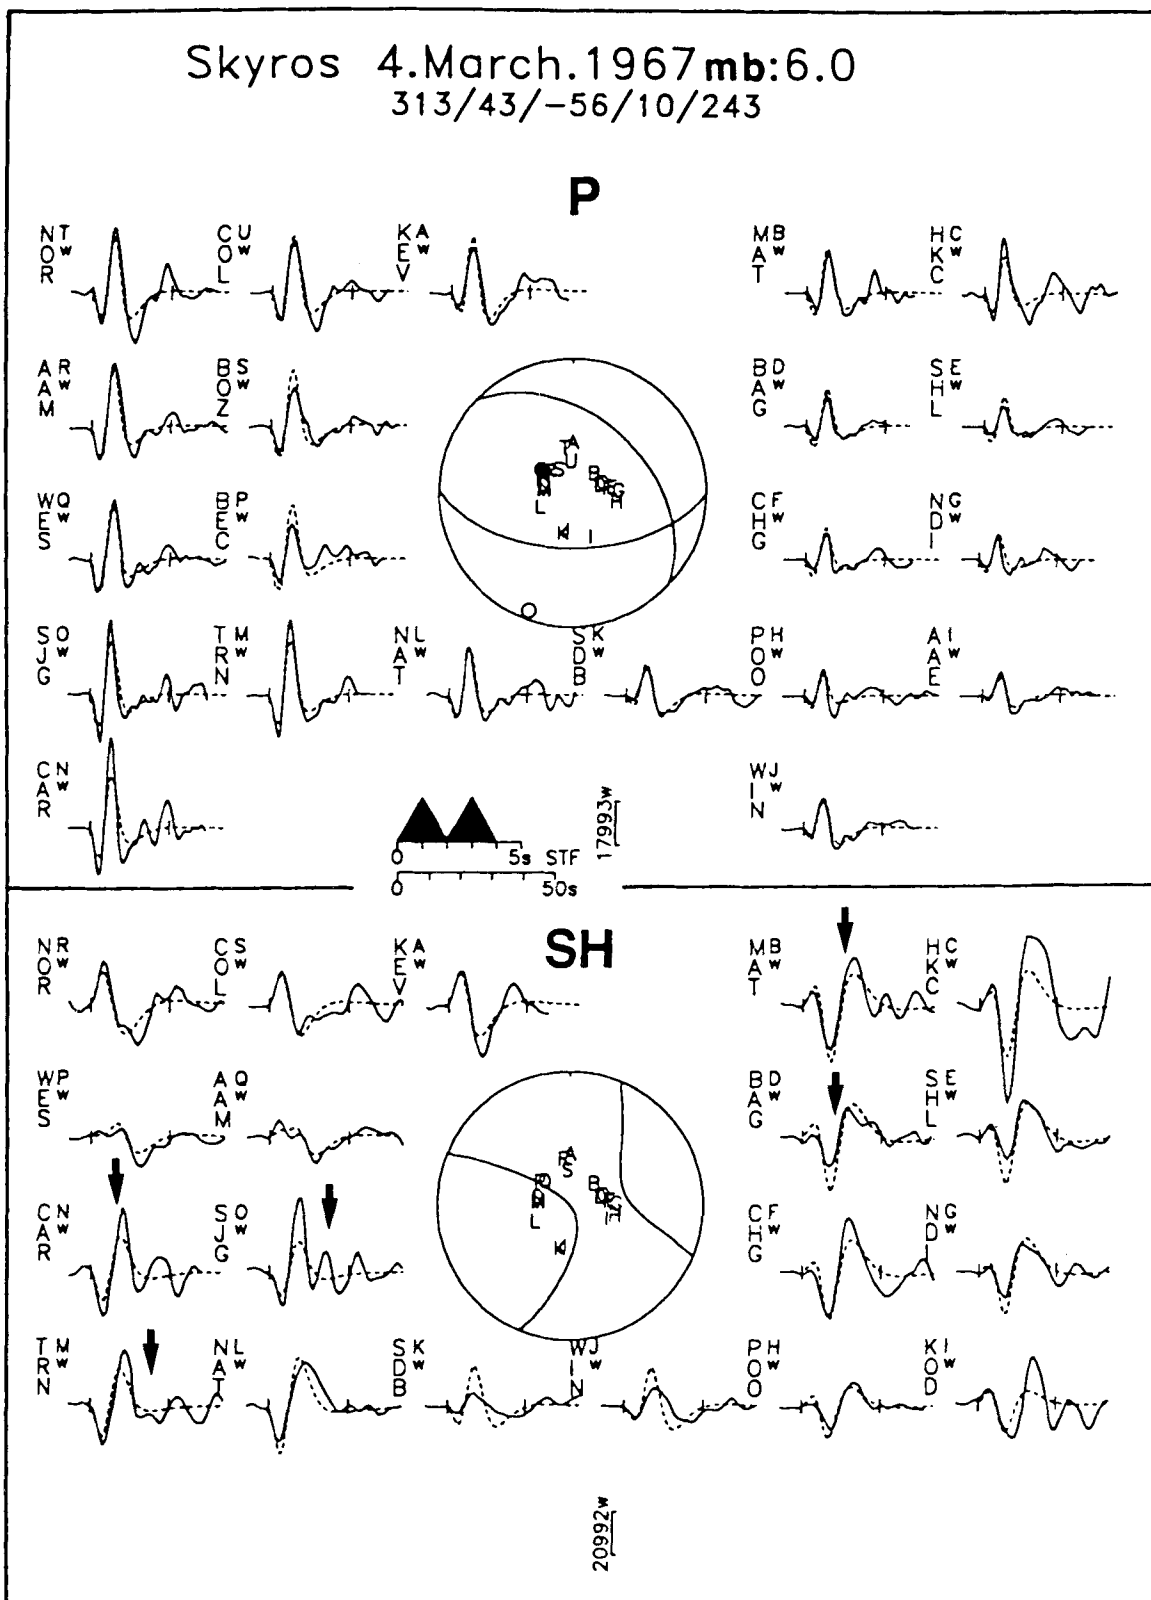 Skyros 4.March.1967 mb:6.0
313/43/-56/10/243
P
NOR T w
COL U w
KEV A w
MAT B w
HKC C w
AAM R w
BOZ S w
BAG D w
SHL E w
WES Q w
BEC P w
CHG F w
NDI G w
SJG O w
TRN M w
NAT L w
SDB K w
POO H w
AAE I w
CAR N w
WIN J w
0 5s STF
0 50s
17993w
SH
NOR R w
COL S w
KEV A w
MAT B w
HKC C w
WES P w
AAM Q w
BAG D w
SHL E w
CAR N w
SJG O w
CHG F w
NDI G w
TRN M w
NAT L w
SDB K w
WIN J w
POO H w
KOD I w
20992w